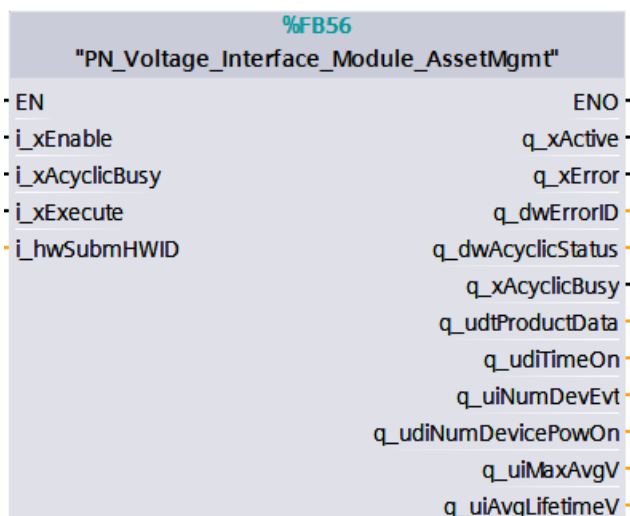 %FB56
"PN_Voltage_Interface_Module_AssetMgmt"
EN ENO
i_xEnable q_xActive
i_xAcyclicBusy q_xError
i_xExecute q_dwErrorID
i_hwSubmHWID q_dwAcyclicStatus
q_xAcyclicBusy
q_udtProductData
q_udiTimeOn
q_uiNumDevEvt
q_udiNumDevicePowOn
q_uiMaxAvgV
q_uiAvgLifetimeV